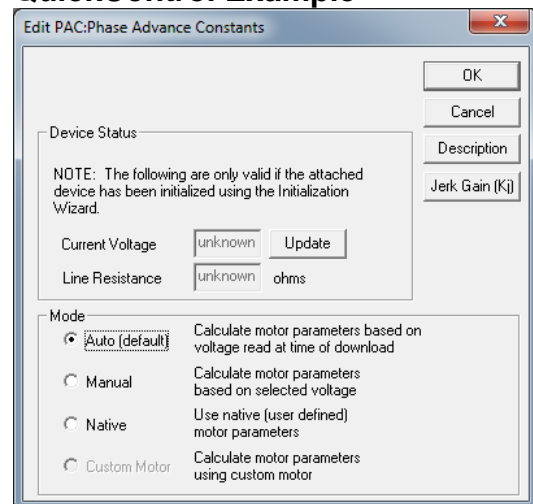 Edit PAC:Phase Advance Constants
OK
Cancel
Description
Jerk Gain (Kj)
Device Status
NOTE: The following are only valid if the attached
device has been initialized using the Initialization
Wizard.
Current Voltage unknown Update
Line Resistance unknown ohms
Mode
Auto (default) Calculate motor parameters based on
voltage read at time of download
Manual Calculate motor parameters
based on selected voltage
Native Use native (user defined)
motor parameters
Custom Motor Calculate motor parameters
using custom motor